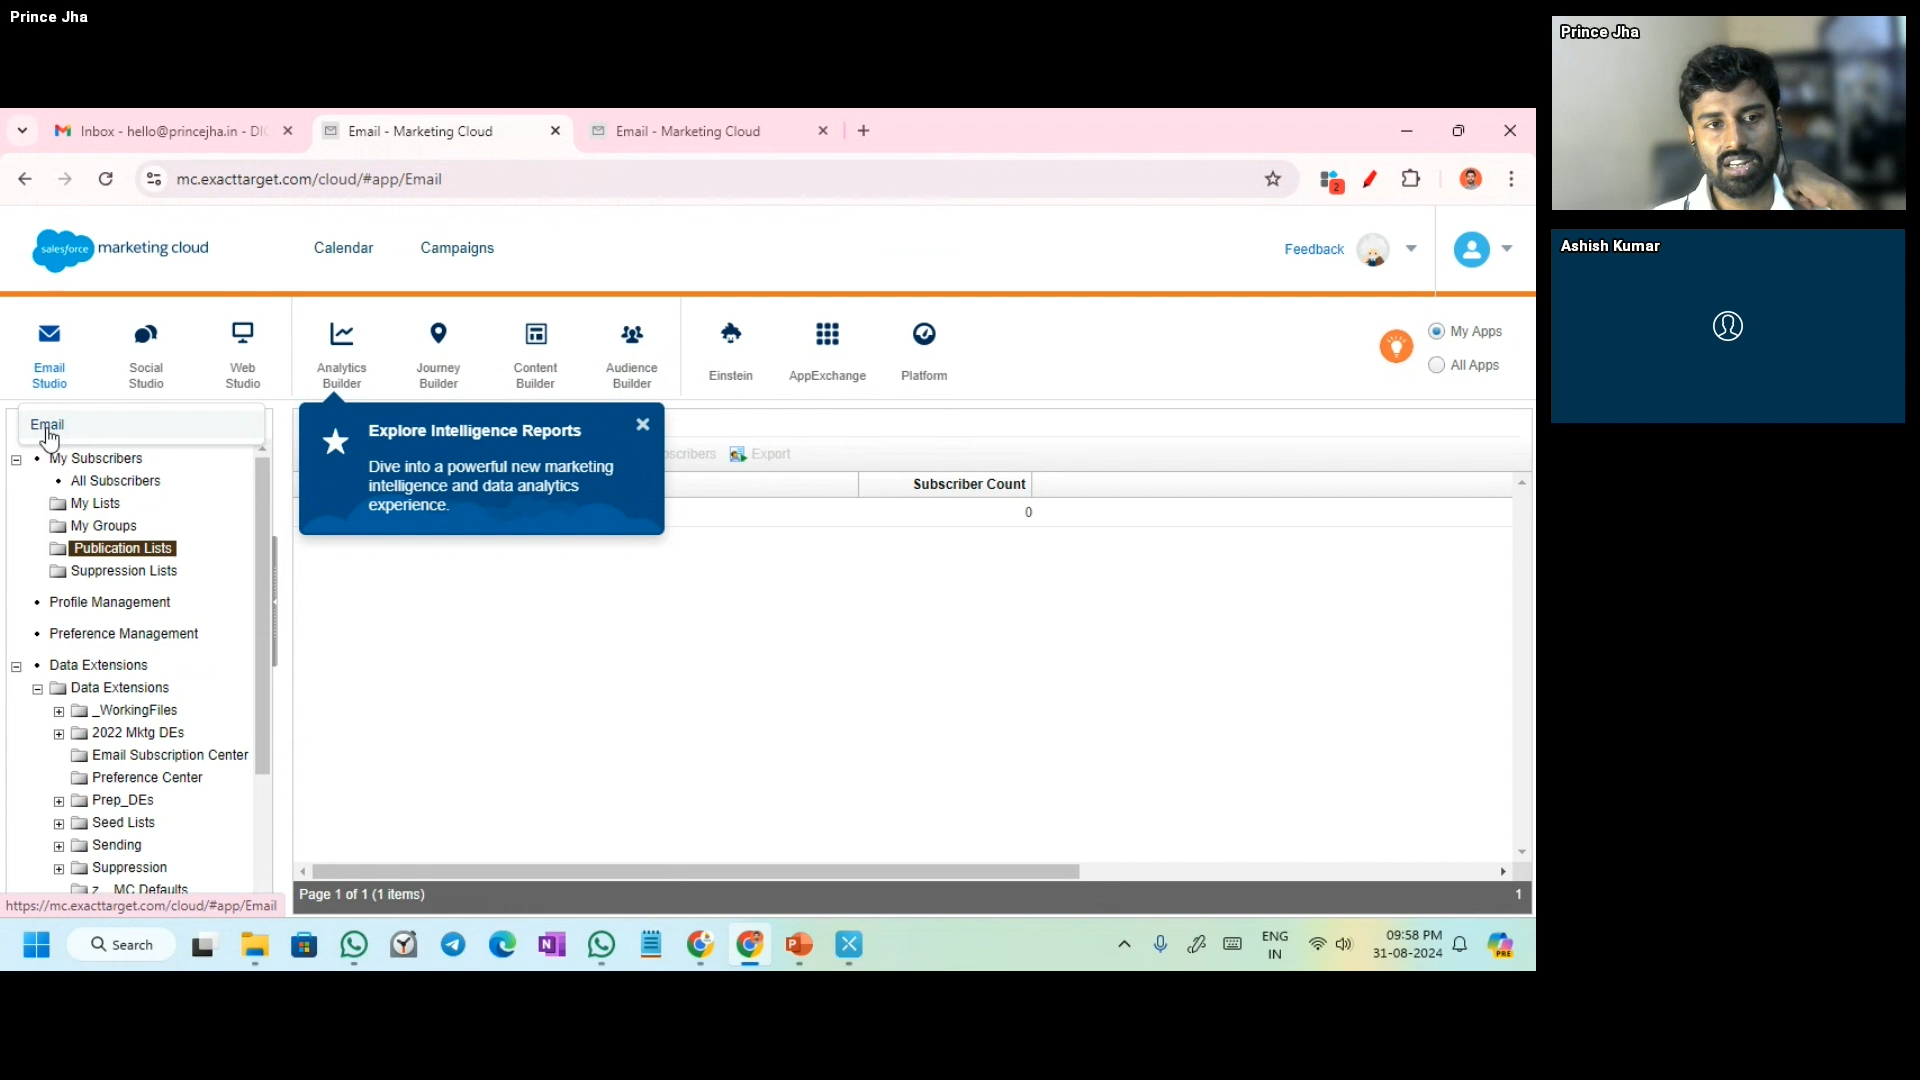 Prince Jha
Prince Jha
Ashish Kumar
Inbox - hello@princejha.in - DI
Email - Marketing Cloud
Email - Marketing Cloud
mc.exacttarget.com/cloud/#app/Email
2
salesforce marketing cloud
Calendar
Campaigns
Feedback
Email
Studio
Social
Studio
Web
Studio
Analytics
Builder
Journey
Builder
Content
Builder
Audience
Builder
Einstein
AppExchange
Platform
My Apps
All Apps
Email
My Subscribers
All Subscribers
My Lists
My Groups
Publication Lists
Suppression Lists
Profile Management
Preference Management
Data Extensions
Data Extensions
_WorkingFiles
2022 Mktg DEs
Email Subscription Center
Preference Center
Prep_DEs
Seed Lists
Sending
Suppression
z__MC Defaults
Explore Intelligence Reports
Dive into a powerful new marketing
intelligence and data analytics
experience.
Export
Subscriber Count
0
Page 1 of 1 (1 items)
1
https://mc.exacttarget.com/cloud/#app/Email
Search
ENG
IN
09:58 PM
31-08-2024
PRE